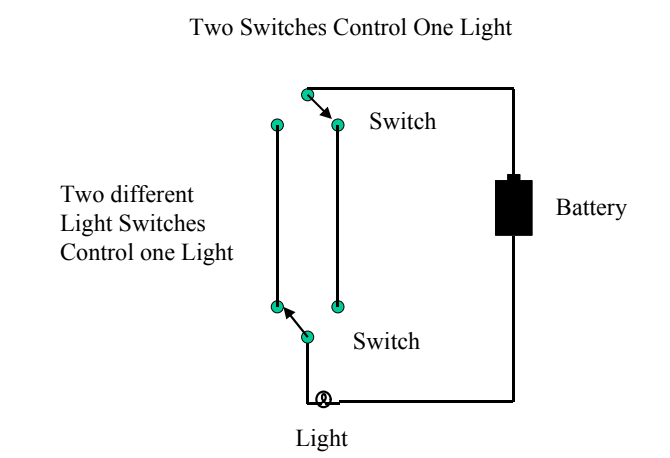 Two Switches Control One Light
Switch
Two different
Light Switches
Control one Light
Battery
Switch
Light